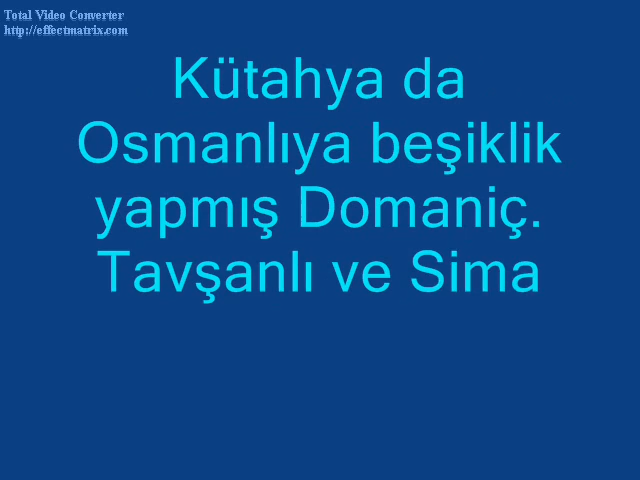 Total Video Converter
http://effectmatrix.com
Kütahya da
Osmanlıya beşiklik
yapmış Domaniç.
Tavşanlı ve Sima